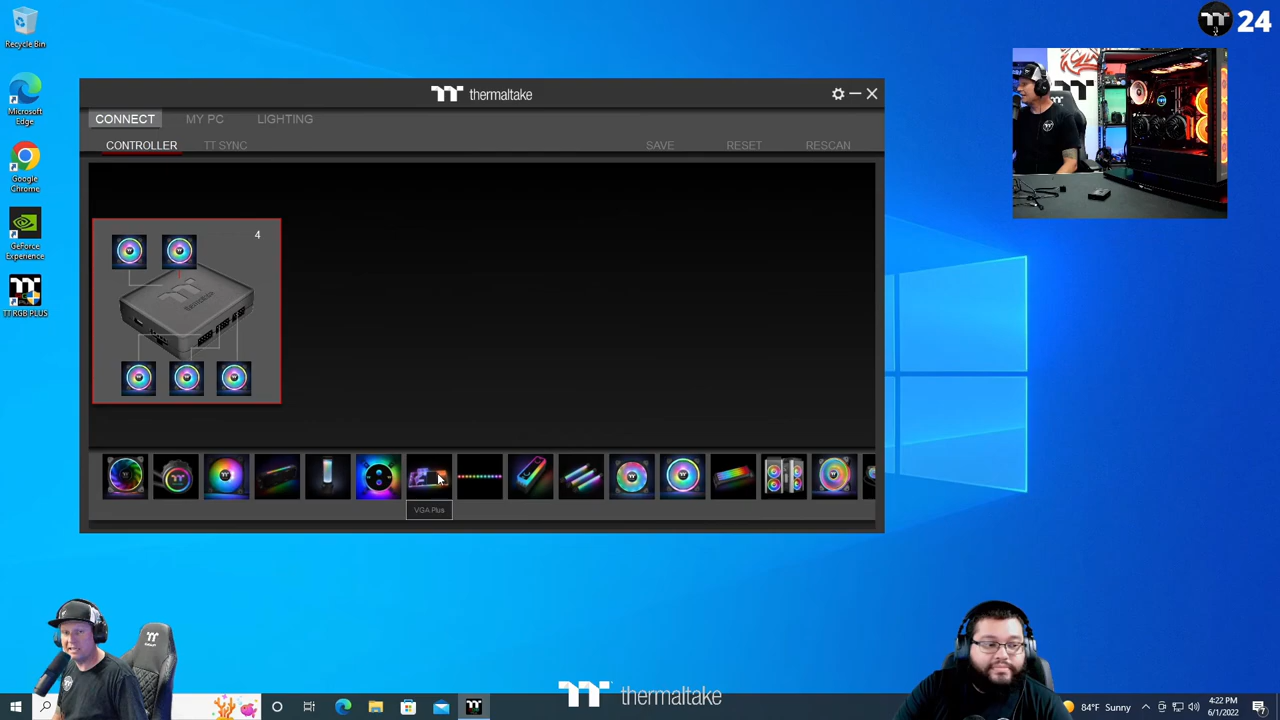 24
Recycle Bin
Microsoft
Edge
Google
Chrome
GeForce
Experience
TT RGB PLUS
thermaltake
CONNECT
MY PC
LIGHTING
CONTROLLER
TT SYNC
SAVE
RESET
RESCAN
4
VGA Plus
thermaltake
84°F Sunny
4:22 PM
6/1/2022